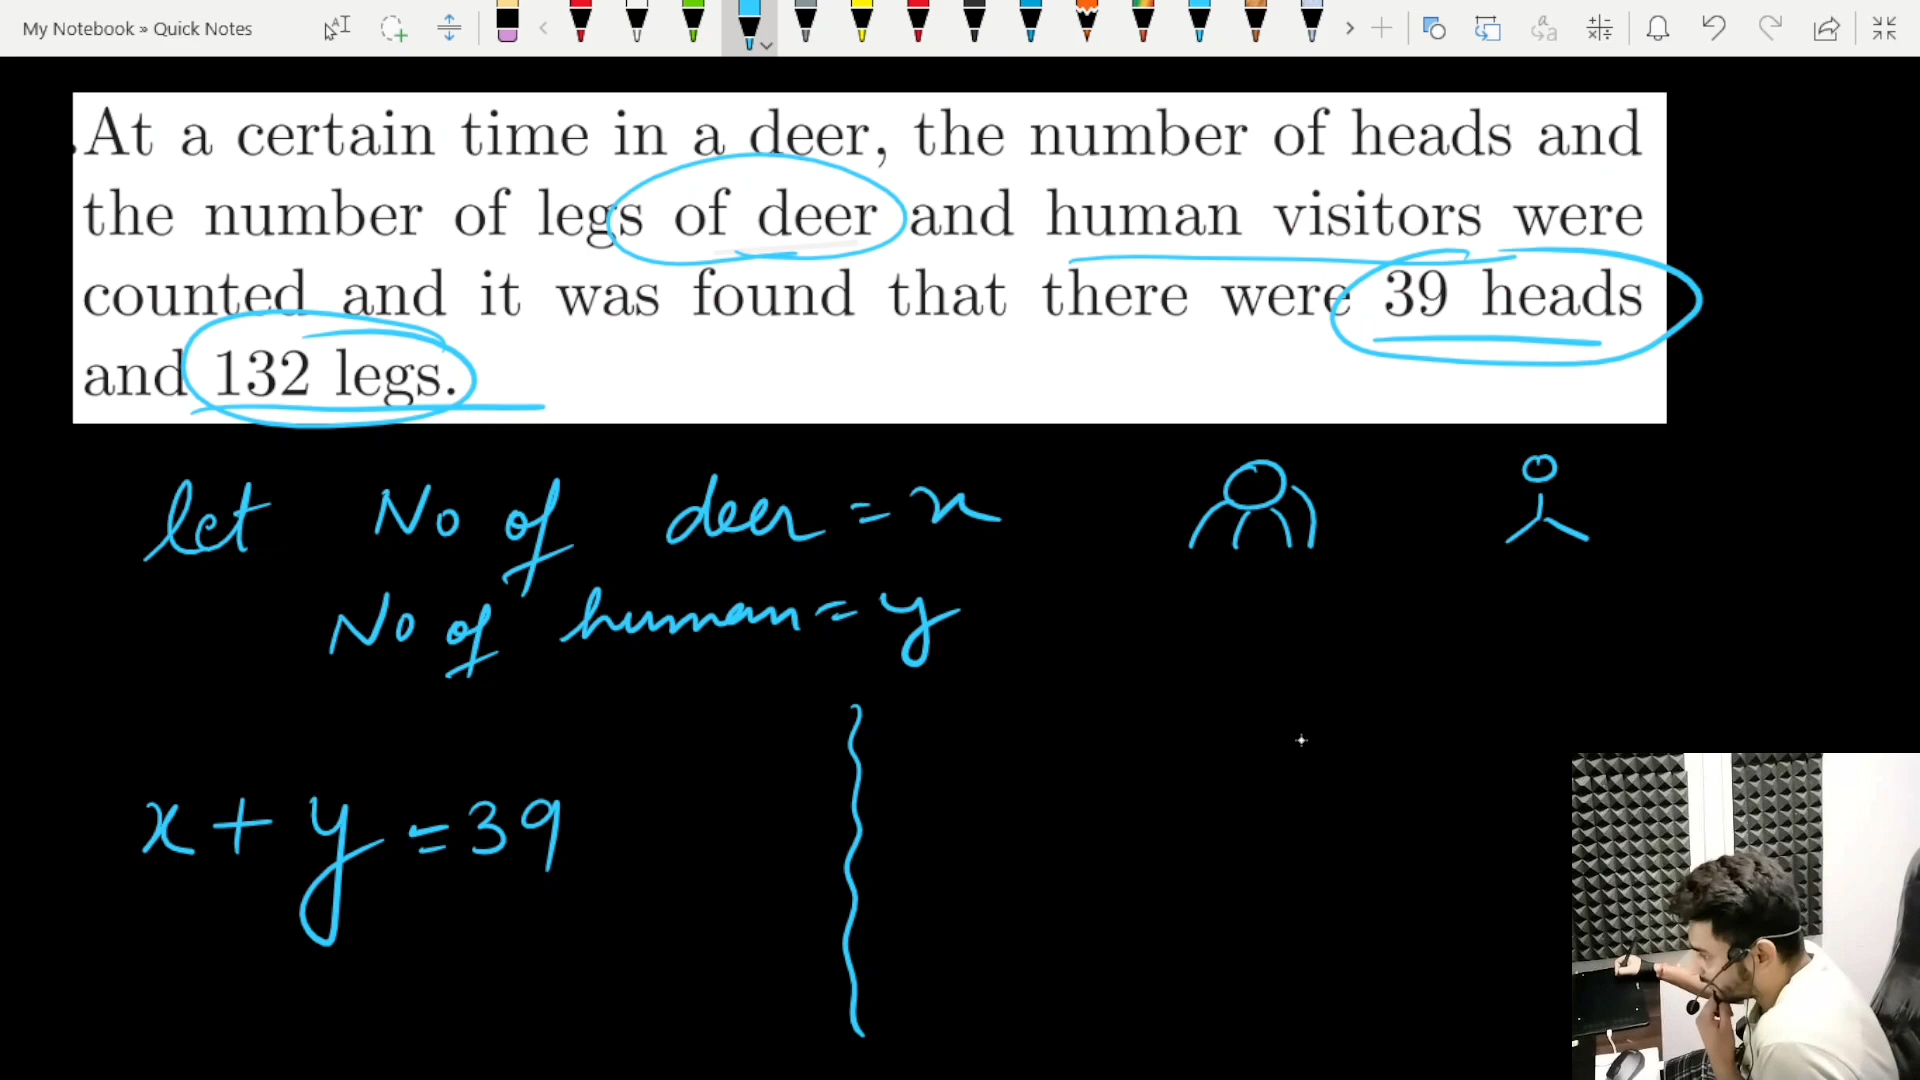 My Notebook » Quick Notes
.At a certain time in a deer, the number of heads and
the number of legs of deer and human visitors were
counted and it was found that there were 39 heads
and 132 legs.
let No of deer = x
No of human = y
x + y = 39